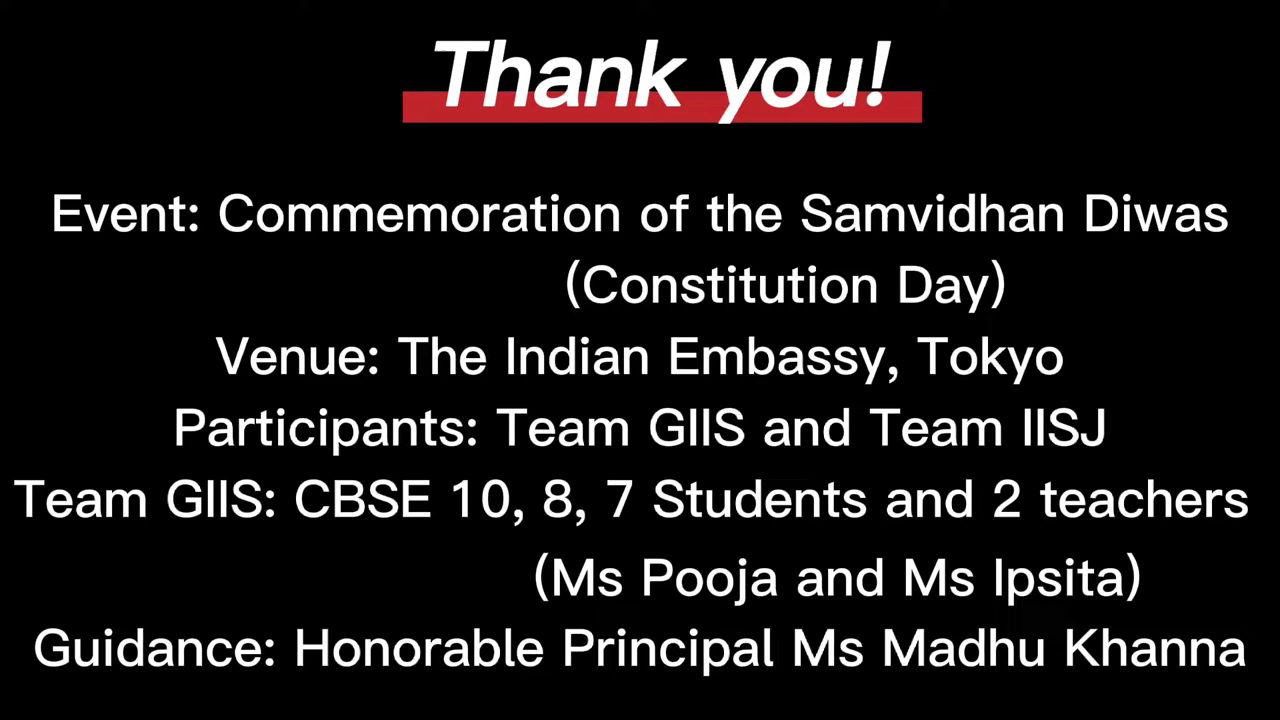 Thank you!
Event: Commemoration of the Samvidhan Diwas
(Constitution Day)
Venue: The Indian Embassy, Tokyo
Participants: Team GIIS and Team IISJ
Team GIIS: CBSE 10, 8, 7 Students and 2 teachers
(Ms Pooja and Ms Ipsita)
Guidance: Honorable Principal Ms Madhu Khanna